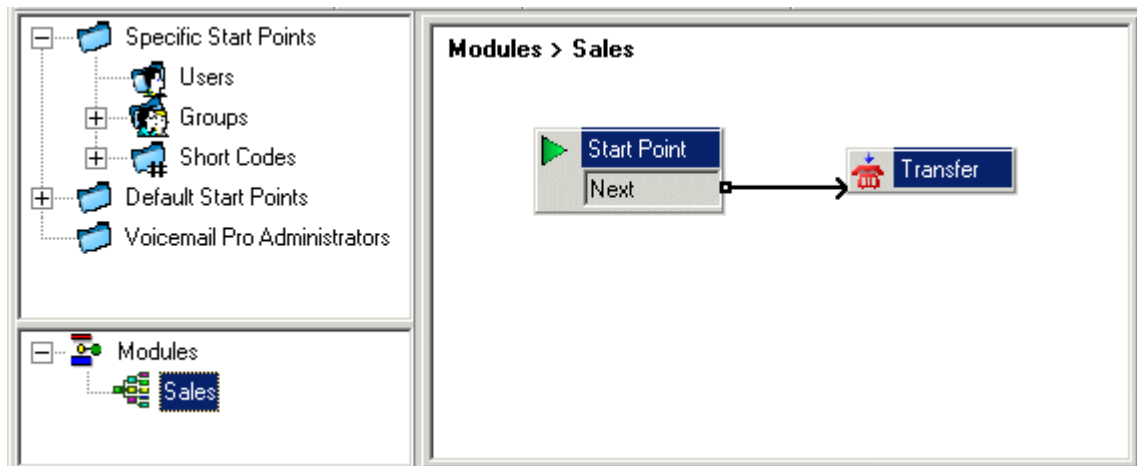 Specific Start Points
Users
Groups
Short Codes
Default Start Points
Voicemail Pro Administrators
Modules
Sales
Modules > Sales
Start Point
Next
Transfer